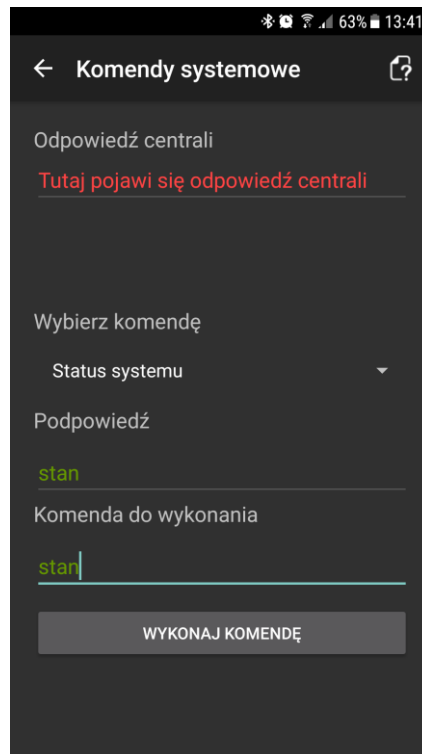 63% 13:41
Komendy systemowe
Odpowiedź centrali
Tutaj pojawi się odpowiedź centrali
Wybierz komendę
Status systemu
Podpowiedź
stan
Komenda do wykonania
stan
WYKONAJ KOMENDĘ